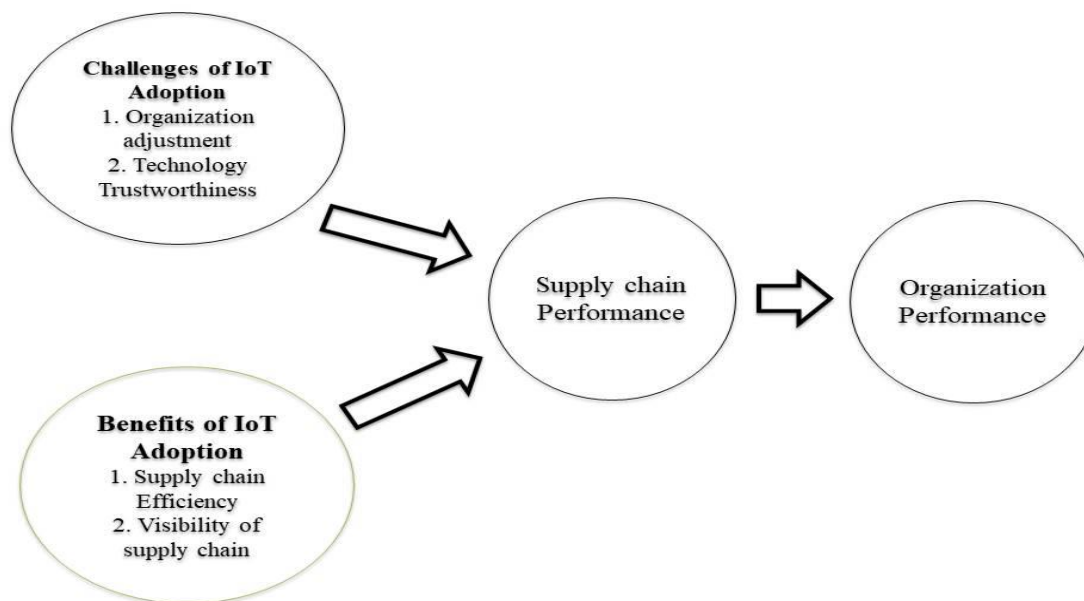 Challenges of IoT
Adoption
1. Organization
adjustment
2. Technology
Trustworthiness
Supply chain
Performance
Organization
Performance
Benefits of IoT
Adoption
1. Supply chain
Efficiency
2. Visibility of
supply chain